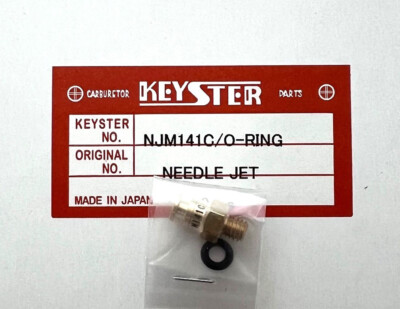 CARBURETOR KEYSTER PARTS
KEYSTER NO. NJM141C/O-RING
ORIGINAL NO. NEEDLE JET
MADE IN JAPAN